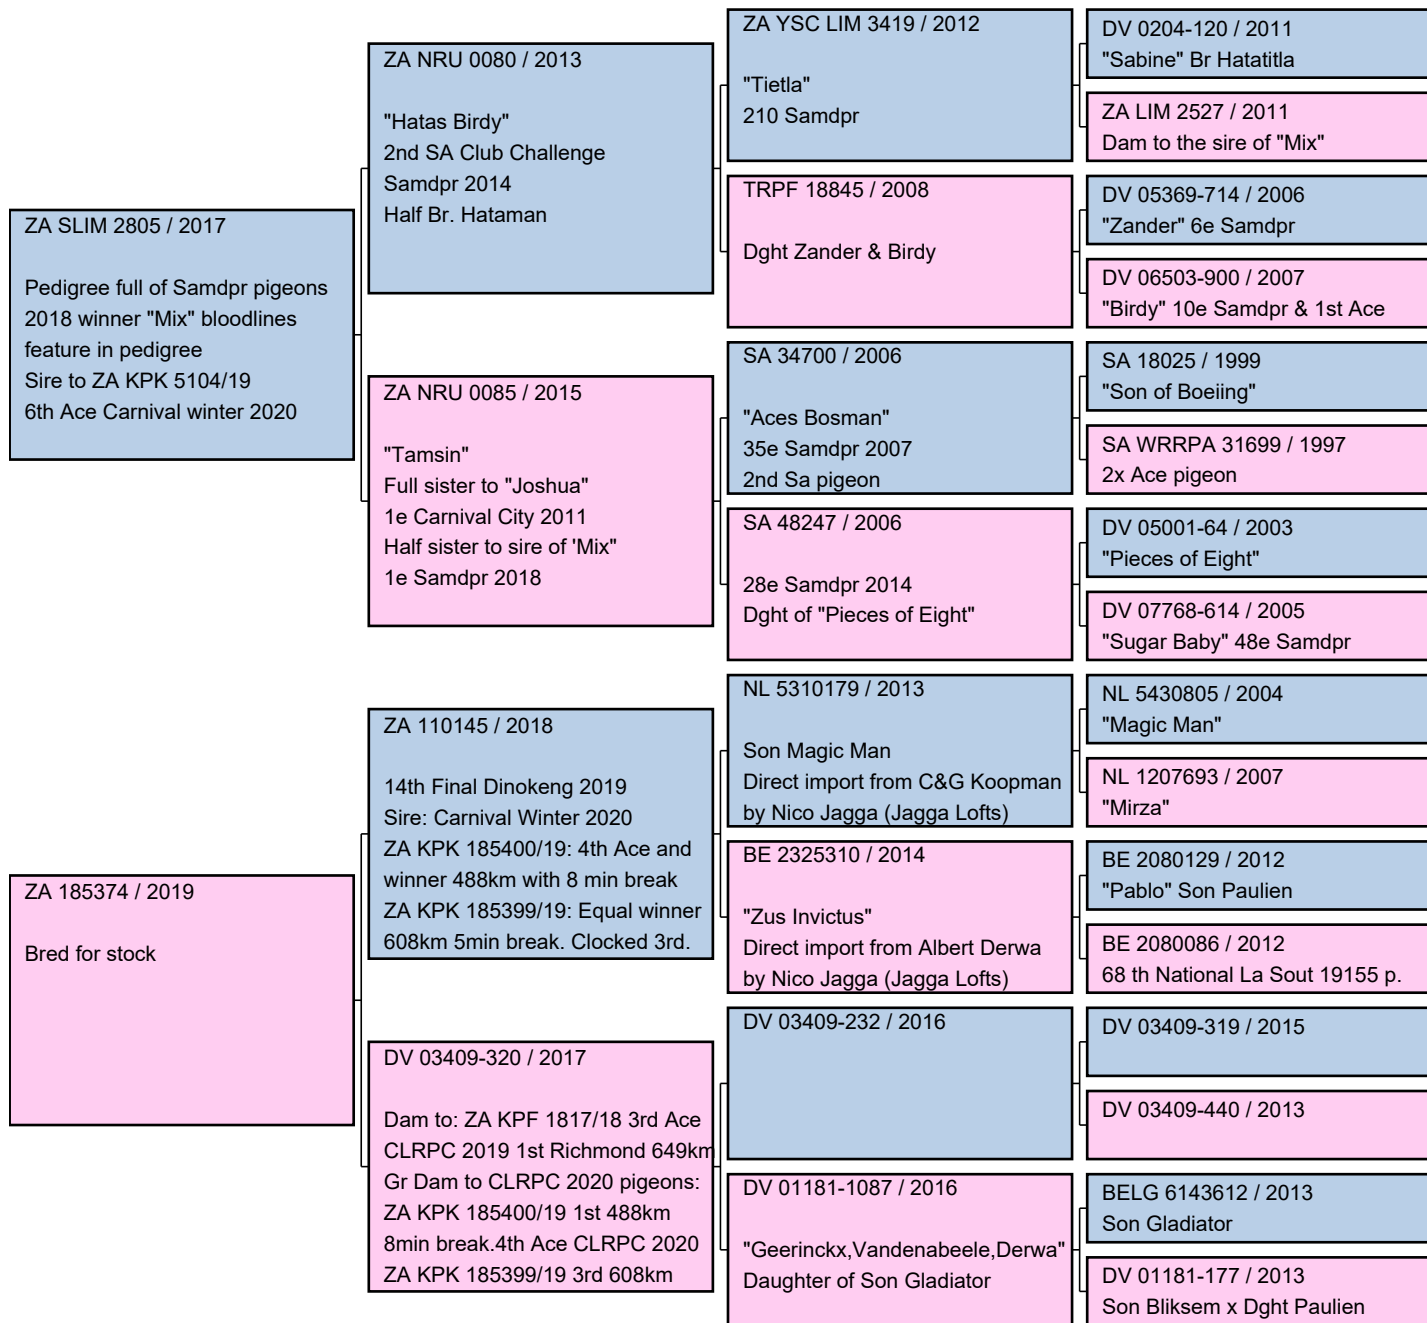 ZA SLIM 2805 / 2017
Pedigree full of Samdpr pigeons
2018 winner "Mix" bloodlines
feature in pedigree
Sire to ZA KPK 5104/19
6th Ace Carnival winter 2020
ZA 185374 / 2019
Bred for stock
ZA NRU 0080 / 2013
"Hatas Birdy"
2nd SA Club Challenge
Samdpr 2014
Half Br. Hataman
ZA NRU 0085 / 2015
"Tamsin"
Full sister to "Joshua"
1e Carnival City 2011
Half sister to sire of 'Mix"
1e Samdpr 2018
ZA 110145 / 2018
14th Final Dinokeng 2019
Sire: Carnival Winter 2020
ZA KPK 185400/19: 4th Ace and
winner 488km with 8 min break
ZA KPK 185399/19: Equal winner
608km 5min break. Clocked 3rd.
DV 03409-320 / 2017
Dam to: ZA KPF 1817/18 3rd Ace
CLRPC 2019 1st Richmond 649km
Gr Dam to CLRPC 2020 pigeons:
ZA KPK 185400/19 1st 488km
8min break.4th Ace CLRPC 2020
ZA KPK 185399/19 3rd 608km
ZA YSC LIM 3419 / 2012
"Tietla"
210 Samdpr
TRPF 18845 / 2008
Dght Zander & Birdy
SA 34700 / 2006
"Aces Bosman"
35e Samdpr 2007
2nd Sa pigeon
SA 48247 / 2006
28e Samdpr 2014
Dght of "Pieces of Eight"
NL 5310179 / 2013
Son Magic Man
Direct import from C&G Koopman
by Nico Jagga (Jagga Lofts)
BE 2325310 / 2014
"Zus Invictus"
Direct import from Albert Derwa
by Nico Jagga (Jagga Lofts)
DV 03409-232 / 2016
DV 01181-1087 / 2016
"Geerinckx,Vandenabeele,Derwa"
Daughter of Son Gladiator
DV 0204-120 / 2011
"Sabine" Br Hatatitla
ZA LIM 2527 / 2011
Dam to the sire of "Mix"
DV 05369-714 / 2006
"Zander" 6e Samdpr
DV 06503-900 / 2007
"Birdy" 10e Samdpr & 1st Ace
SA 18025 / 1999
"Son of Boeiing"
SA WRRPA 31699 / 1997
2x Ace pigeon
DV 05001-64 / 2003
"Pieces of Eight"
DV 07768-614 / 2005
"Sugar Baby" 48e Samdpr
NL 5430805 / 2004
"Magic Man"
NL 1207693 / 2007
"Mirza"
BE 2080129 / 2012
"Pablo" Son Paulien
BE 2080086 / 2012
68 th National La Sout 19155 p.
DV 03409-319 / 2015
DV 03409-440 / 2013
BELG 6143612 / 2013
Son Gladiator
DV 01181-177 / 2013
Son Bliksem x Dght Paulien